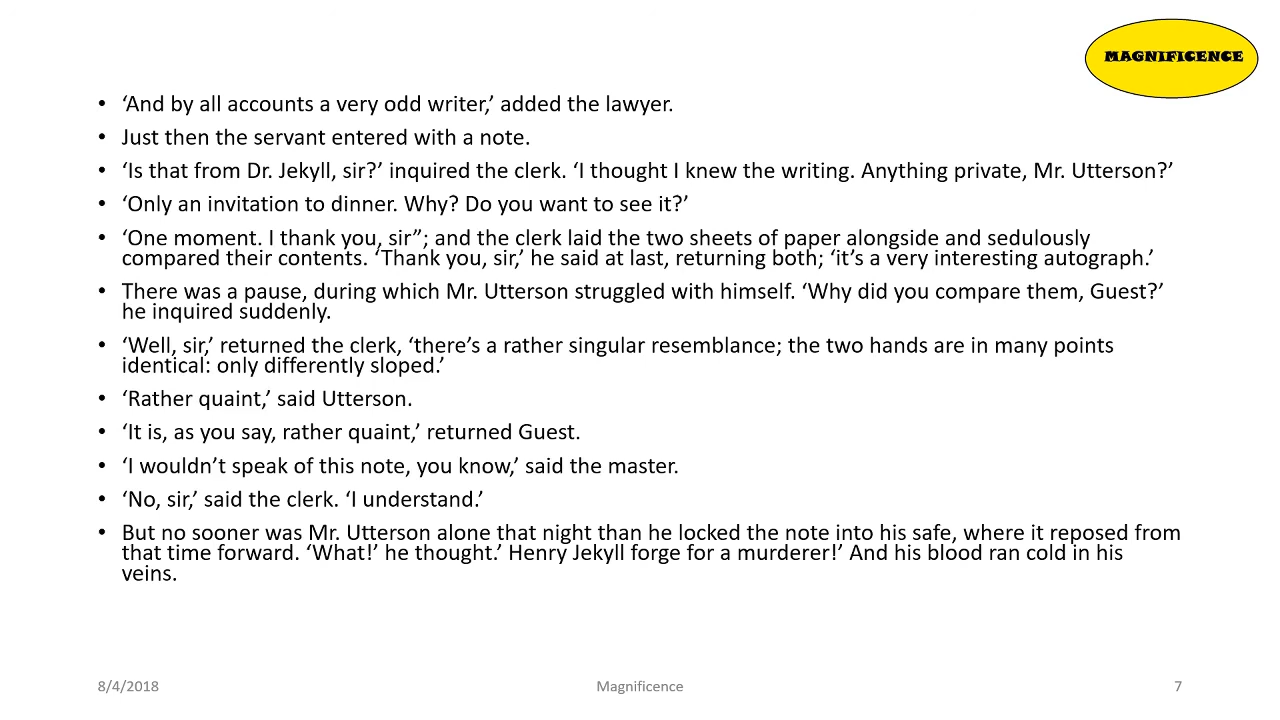 MAGNIFICENCE
• ‘And by all accounts a very odd writer,’ added the lawyer.
• Just then the servant entered with a note.
• ‘Is that from Dr. Jekyll, sir?’ inquired the clerk. ‘I thought I knew the writing. Anything private, Mr. Utterson?’
• ‘Only an invitation to dinner. Why? Do you want to see it?’
• ‘One moment. I thank you, sir”; and the clerk laid the two sheets of paper alongside and sedulously
compared their contents. ‘Thank you, sir,’ he said at last, returning both; ‘it’s a very interesting autograph.’
• There was a pause, during which Mr. Utterson struggled with himself. ‘Why did you compare them, Guest?’
he inquired suddenly.
• ‘Well, sir,’ returned the clerk, ‘there’s a rather singular resemblance; the two hands are in many points
identical: only differently sloped.’
• ‘Rather quaint,’ said Utterson.
• ‘It is, as you say, rather quaint,’ returned Guest.
• ‘I wouldn’t speak of this note, you know,’ said the master.
• ‘No, sir,’ said the clerk. ‘I understand.’
• But no sooner was Mr. Utterson alone that night than he locked the note into his safe, where it reposed from
that time forward. ‘What!’ he thought.’ Henry Jekyll forge for a murderer!’ And his blood ran cold in his
veins.
8/4/2018
Magnificence
7